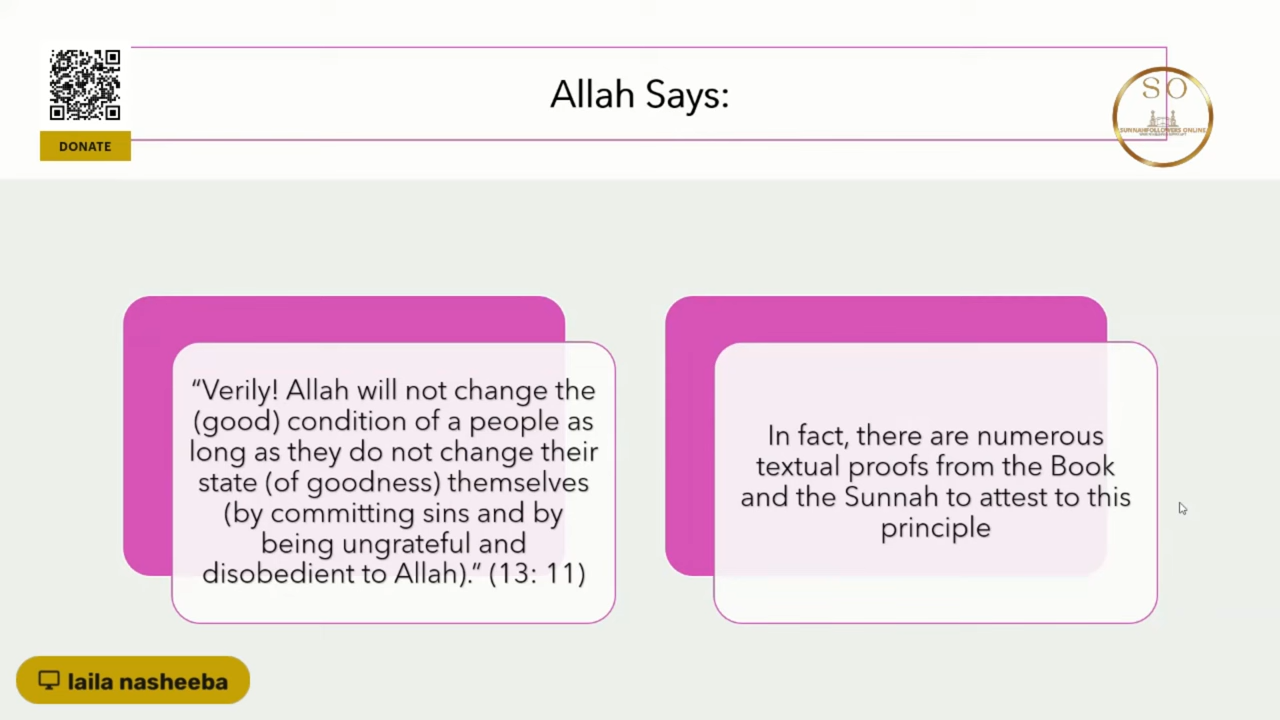 Allah Says:
DONATE
SO
SUNNAHFOLLOWERS ONLINE
“Verily! Allah will not change the
(good) condition of a people as
long as they do not change their
state (of goodness) themselves
(by committing sins and by
being ungrateful and
disobedient to Allah).” (13: 11)
In fact, there are numerous
textual proofs from the Book
and the Sunnah to attest to this
principle
laila nasheeba